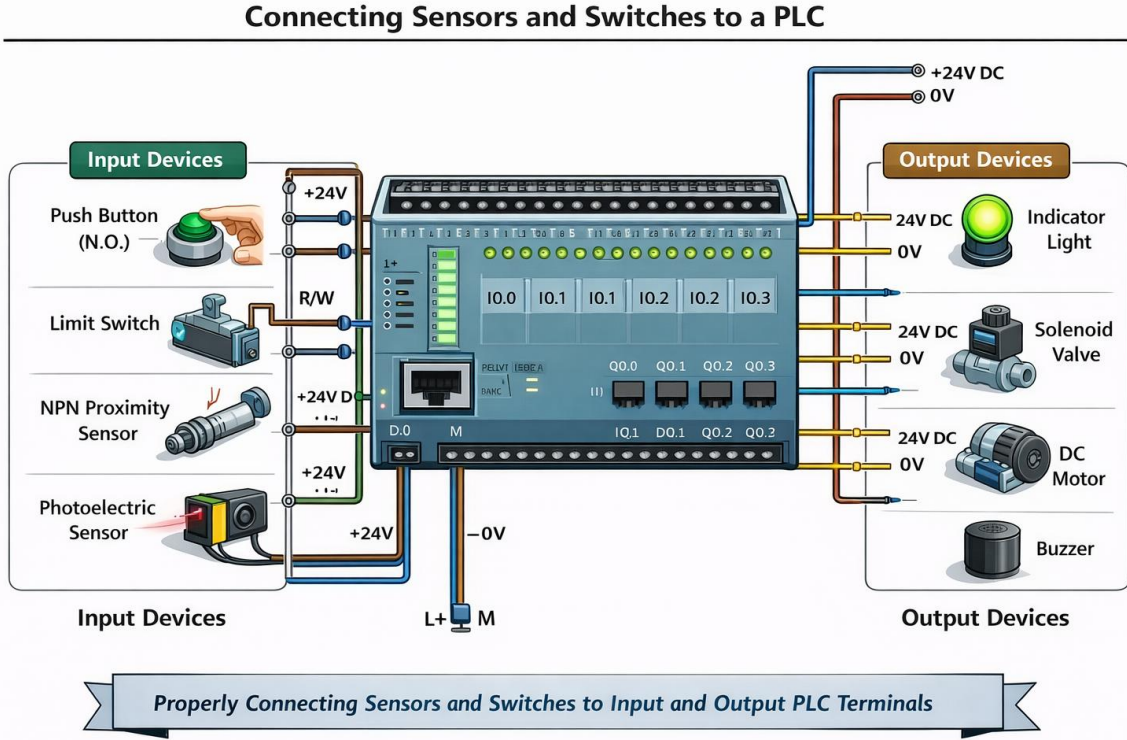 Connecting Sensors and Switches to a PLC
+24V DC
0V
Input Devices
Push Button
(N.O.)
+24V
Limit Switch
R/W
NPN Proximity
Sensor
+24V D
Photoelectric
Sensor
+24V
+24V
1+
I0.0 I0.1 I0.1 I0.2 I0.2 I0.3
Q0.0 Q0.1 Q0.2 Q0.3
D.0 M
IQ,1 DO.1 Q0.2 Q0.3
−0V
L+ M
Output Devices
24V DC
0V
Indicator
Light
24V DC
0V
Solenoid
Valve
24V DC
0V
DC
Motor
Buzzer
Input Devices
Output Devices
Properly Connecting Sensors and Switches to Input and Output PLC Terminals